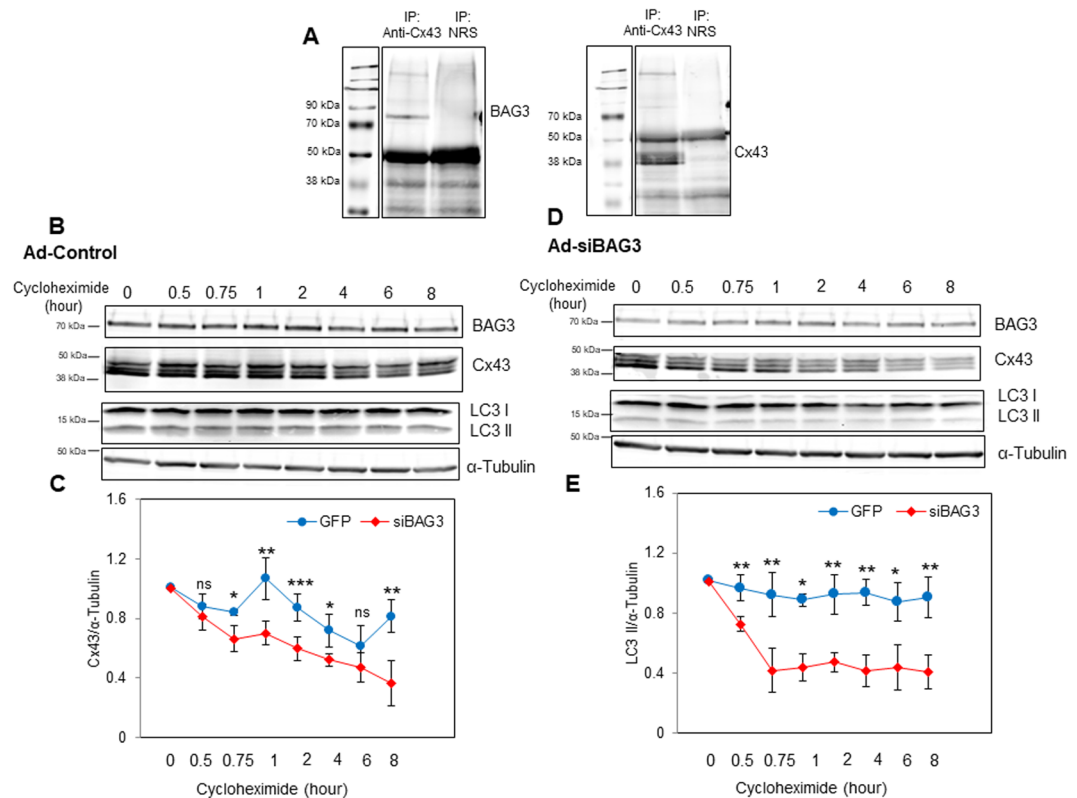 A
IP: IP:
Anti-Cx43 NRS
90 kDa
70 kDa
50 kDa
38 kDa
BAG3
IP: IP:
Anti-Cx43 NRS
70 kDa
50 kDa
38 kDa
Cx43
B
Ad-Control
Cycloheximide 0 0.5 0.75 1 2 4 6 8
(hour)
70 kDa BAG3
50 kDa
38 kDa
Cx43
LC3 I
15 kDa
LC3 II
50 kDa
α-Tubulin
D
Ad-siBAG3
Cycloheximide 0 0.5 0.75 1 2 4 6 8
(hour)
70 kDa BAG3
50 kDa
38 kDa
Cx43
LC3 I
15 kDa
LC3 II
50 kDa
α-Tubulin
C
GFP siBAG3
1.6
1.2
0.8
0.4
0
Cx43/α-Tubulin
ns * ** *** * ns **
0 0.5 0.75 1 2 4 6 8
Cycloheximide (hour)
E
GFP siBAG3
1.6
1.2
0.8
0.4
0
LC3 II/α-Tubulin
** ** * ** ** * **
0 0.5 0.75 1 2 4 6 8
Cycloheximide (hour)